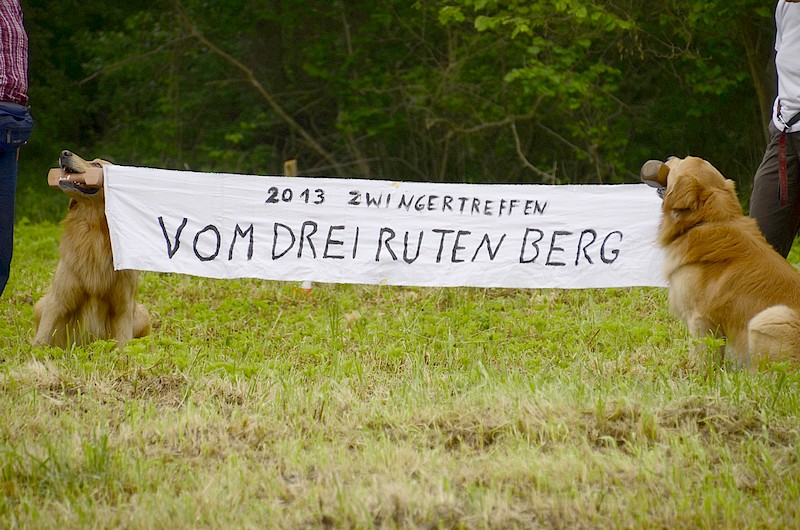 2013 ZWINGERTREFFEN
VOM DREI RUTEN BERG